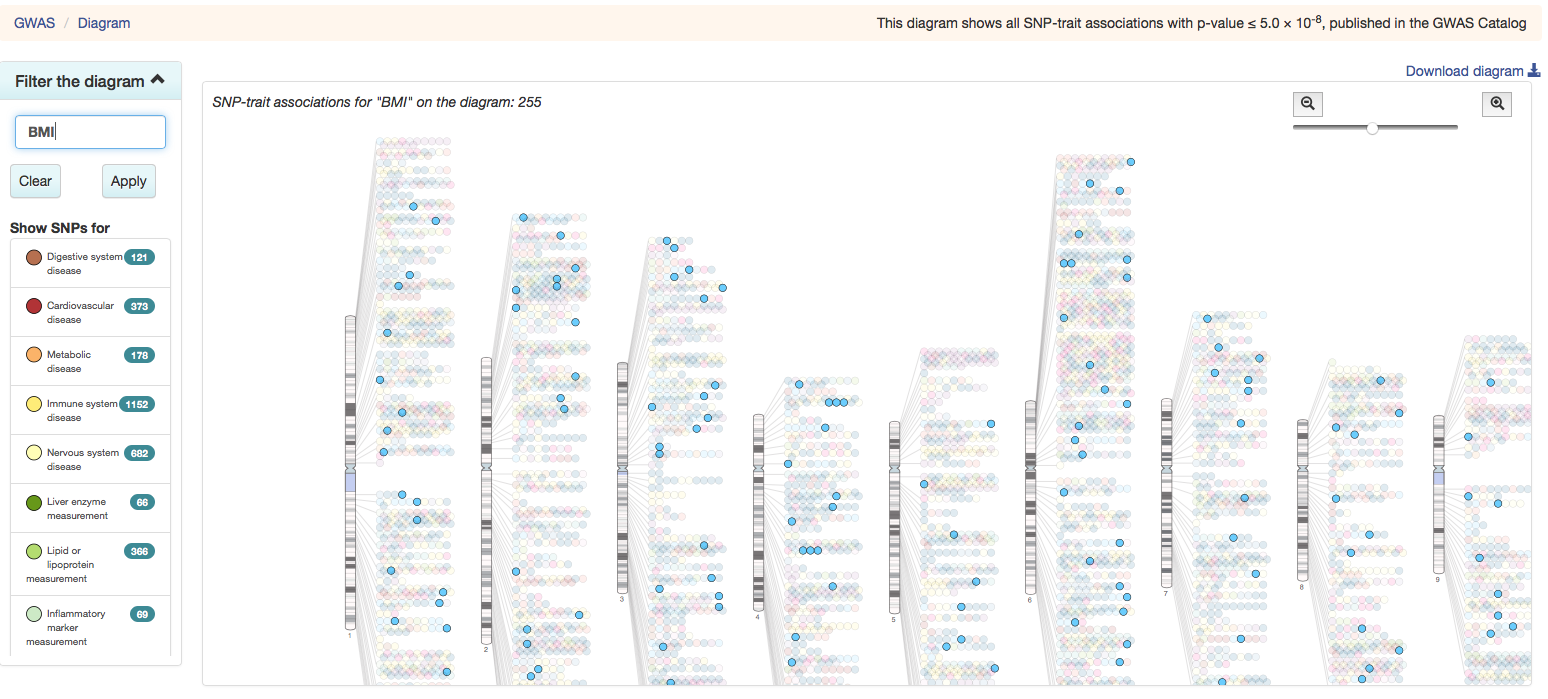 GWAS / Diagram
This diagram shows all SNP-trait associations with p-value ≤ 5.0 × 10⁻⁸, published in the GWAS Catalog
Filter the diagram
Download diagram
SNP-trait associations for "BMI" on the diagram: 255
BMI
Clear
Apply
Show SNPs for
Digestive system 121
disease
Cardiovascular 373
disease
Metabolic 178
disease
Immune system 1152
disease
Nervous system 682
disease
Liver enzyme 66
measurement
Lipid or 366
lipoprotein
measurement
Inflammatory 69
marker
measurement
1
2
3
4
5
6
7
8
9